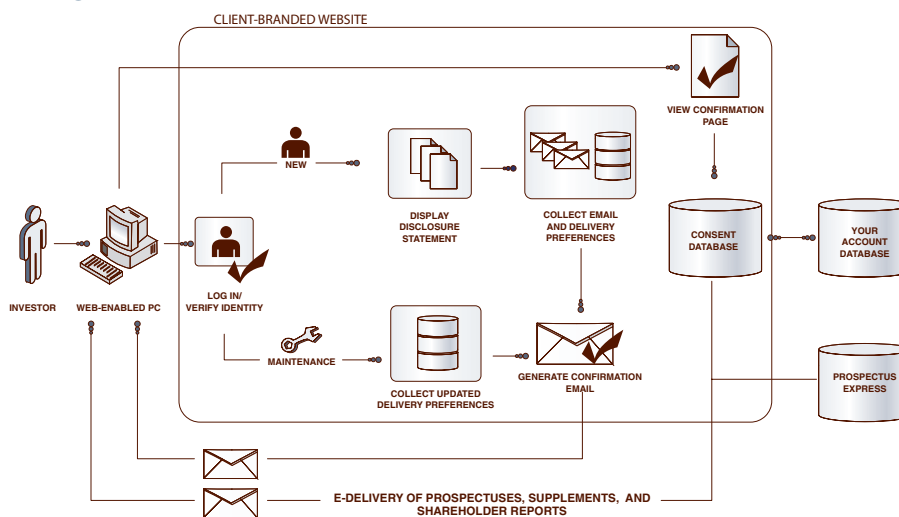 CLIENT-BRANDED WEBSITE
VIEW CONFIRMATION
PAGE
NEW
DISPLAY
DISCLOSURE
STATEMENT
COLLECT EMAIL
AND DELIVERY
PREFERENCES
CONSENT
DATABASE
YOUR
ACCOUNT
DATABASE
INVESTOR
WEB-ENABLED PC
LOG IN/
VERIFY IDENTITY
MAINTENANCE
COLLECT UPDATED
DELIVERY PREFERENCES
GENERATE CONFIRMATION
EMAIL
PROSPECTUS
EXPRESS
E-DELIVERY OF PROSPECTUSES, SUPPLEMENTS, AND
SHAREHOLDER REPORTS